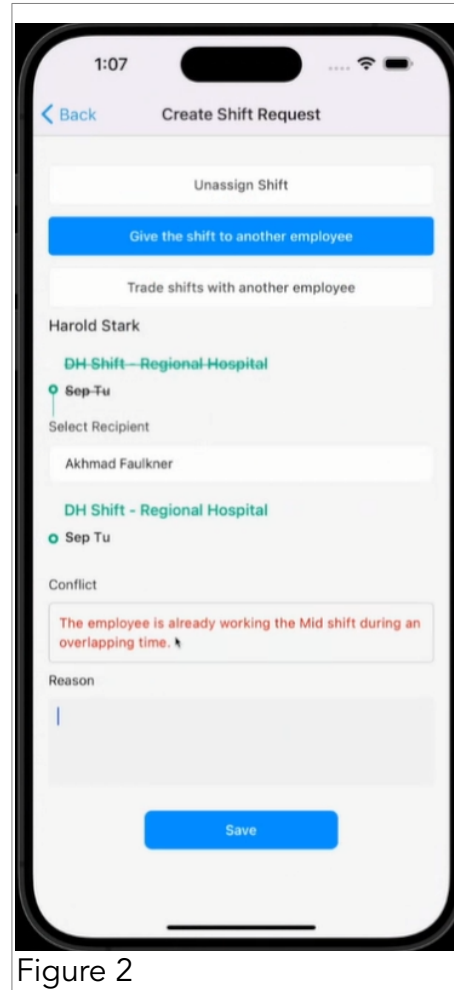 1:07
Back
Create Shift Request
Unassign Shift
Give the shift to another employee
Trade shifts with another employee
Harold Stark
DH Shift - Regional Hospital
Sep Tu
Select Recipient
Akhmad Faulkner
DH Shift - Regional Hospital
Sep Tu
Conflict
The employee is already working the Mid shift during an
overlapping time.
Reason
Save
Figure 2